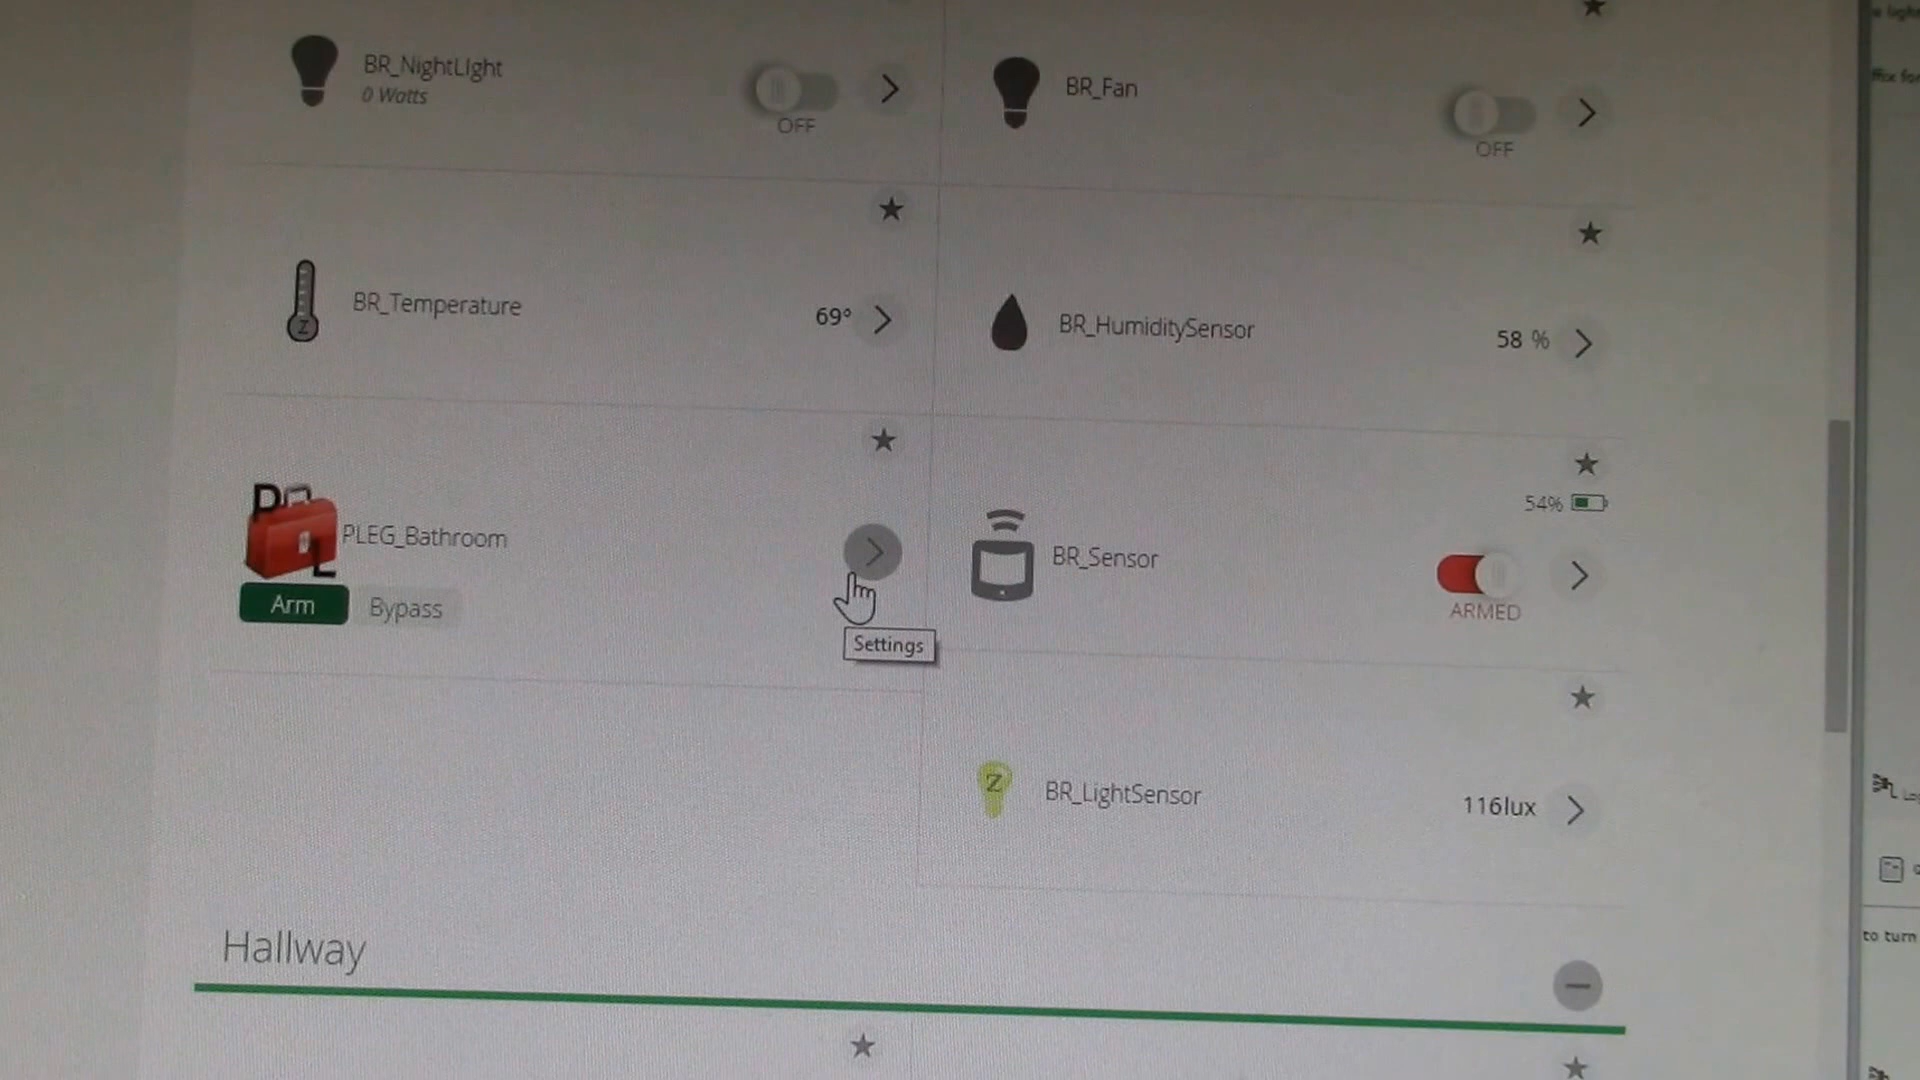 BR_NightLIght
0 Watts
OFF
BR_Fan
OFF
BR_Temperature
69°
BR_HumiditySensor
58 %
PLEG_Bathroom
Arm
Bypass
Settings
54%
BR_Sensor
ARMED
BR_LightSensor
116lux
Hallway
to turn